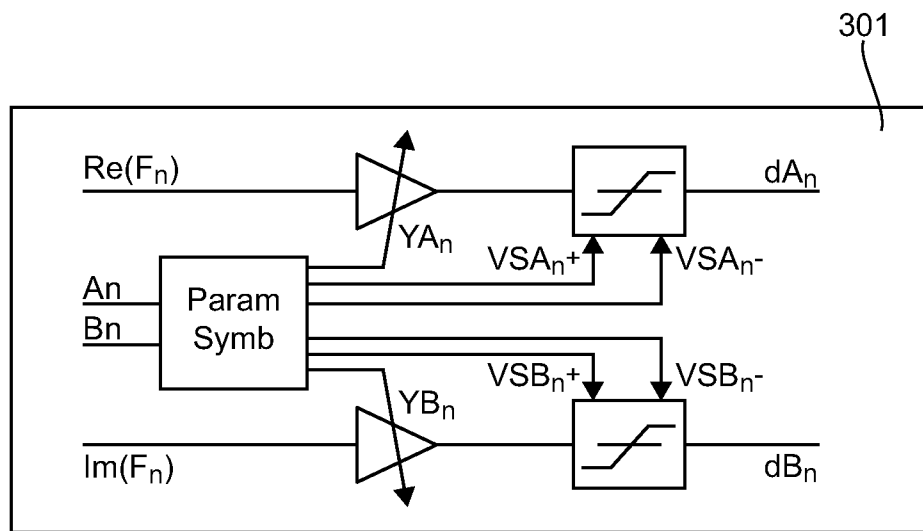 301
Re(Fₙ)
dAₙ
YAₙ
VSAₙ+
VSAₙ-
An
Bn
Param
Symb
VSBₙ+
VSBₙ-
YBₙ
Im(Fₙ)
dBₙ